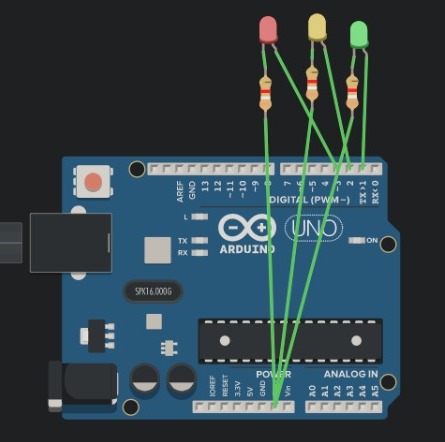 AREF
GND
13
12
~11
~10
~9
8
7
~6
~5
4
~3
2
TX→1
RX←0
DIGITAL (PWM~)
L
TX
RX
ARDUINO
UNO
ON
SPX16.000G
POWER
ANALOG IN
IOREF
RESET
3.3V
5V
GND
Vin
A0
A1
A2
A3
A4
A5